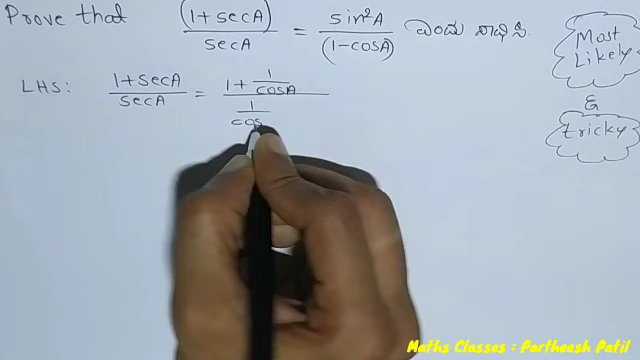 Prove that (1+secA)/secA = sin²A/(1-cosA) ಎಂದು ಸಾಧಿಸಿ.
Most Likely
&
tricky
LHS: 1+secA/secA = 1+1/cosA / 1/cos
Maths Classes : Partheesh Patil